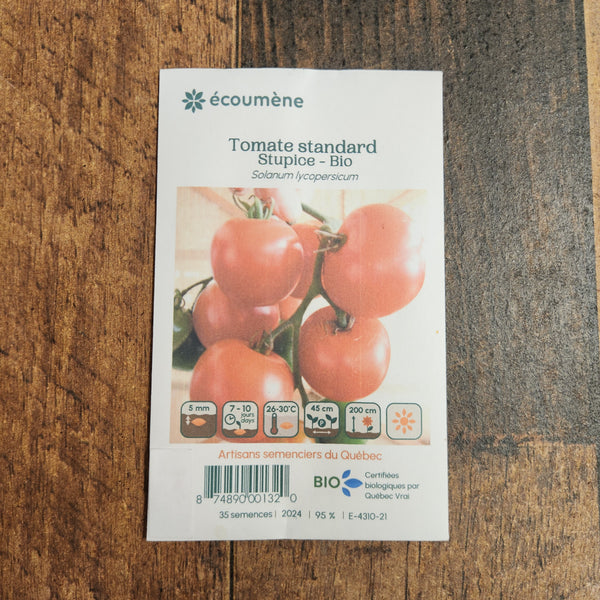 écoumène
Tomate standard
Stupice - Bio
Solanum lycopersicum
5 mm
7 - 10
jours
days
26-30°C
45 cm
200 cm
Artisans semenciers du Québec
8 74890 00132 0
BIO
Certifiées
biologiques par
Québec Vrai
35 semences | 2024 | 95 % | E-4310-21